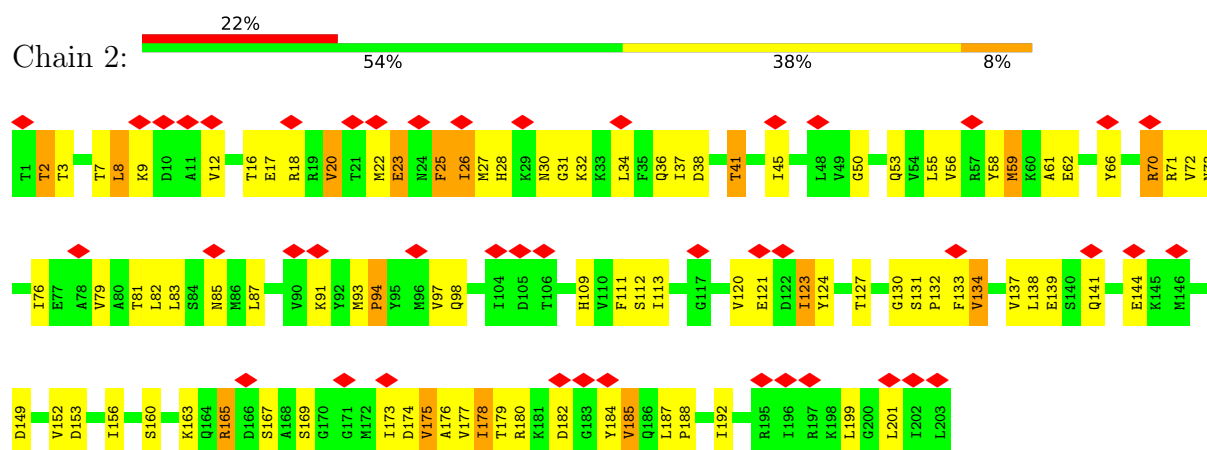 22%
Chain 2:
54% 38% 8%
T1 T2 T3 T7 L8 K9 D10 A11 V12 T16 E17 R18 R19 V20 T21 M22 E23 N24 F25 I26 M27 H28 K29 N30 G31 K32 K33 L34 F35 Q36 I37 D38 T41 I45 L48 V49 G50 Q53 V54 L55 V56 R57 Y58 M59 K60 A61 E62 Y66 R70 R71 V72
I76 E77 A78 V79 A80 T81 L82 L83 S84 N85 M86 L87 V90 K91 Y92 M93 P94 Y95 M96 V97 Q98 I104 D105 T106 H109 V110 F111 S112 I113 G117 V120 E121 D122 I123 Y124 T127 G130 S131 P132 F133 V134 V137 L138 E139 S140 Q141 E144 K145 M146
D149 V152 D153 I156 S160 K163 Q164 R165 D166 S167 A168 S169 G170 G171 M172 I173 D174 V175 A176 V177 I178 T179 R180 K181 D182 G183 Y184 V185 Q186 L187 P188 I192 R195 I196 R197 K198 L199 G200 L201 I202 L203